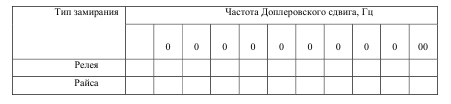 Тип замирания Частота Доплеровского сдвига, Гц
0 0 0 0 0 0 0 0 0 00
Релея
Райса